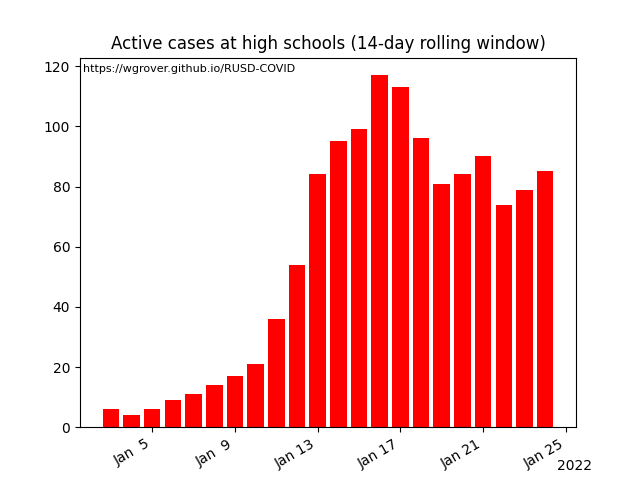 Active cases at high schools (14-day rolling window)
https://wgrover.github.io/RUSD-COVID
120
100
80
60
40
20
0
Jan 5
Jan 9
Jan 13
Jan 17
Jan 21
Jan 25
2022